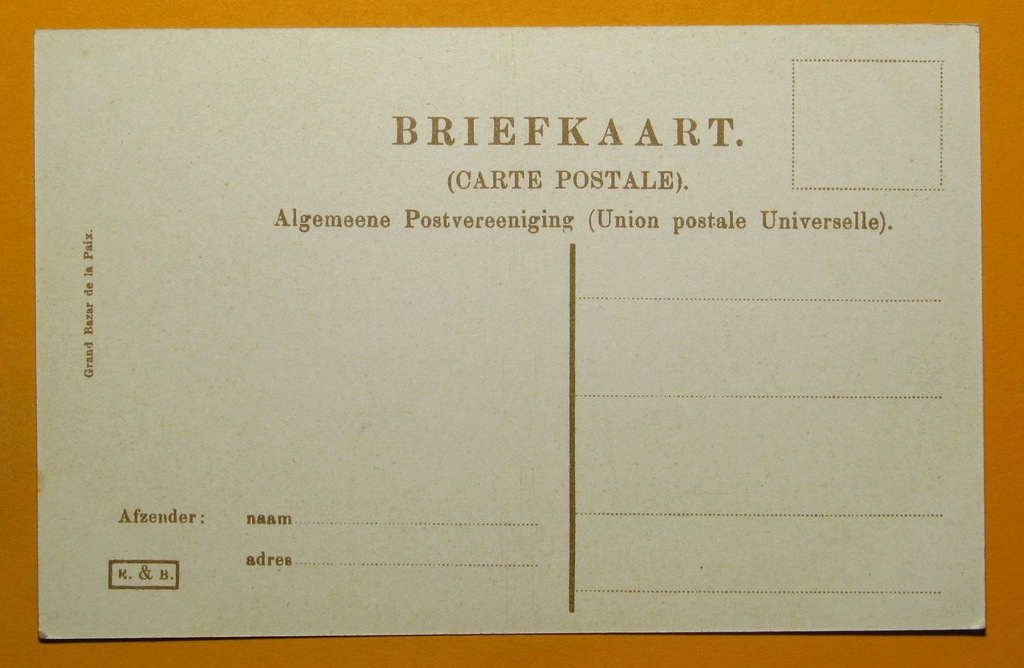 BRIEFKAART.
(CARTE POSTALE).
Algemeene Postvereeniging (Union postale Universelle).
Grand Bazar de la Paix.
Afzender: naam
adres
K. & B.